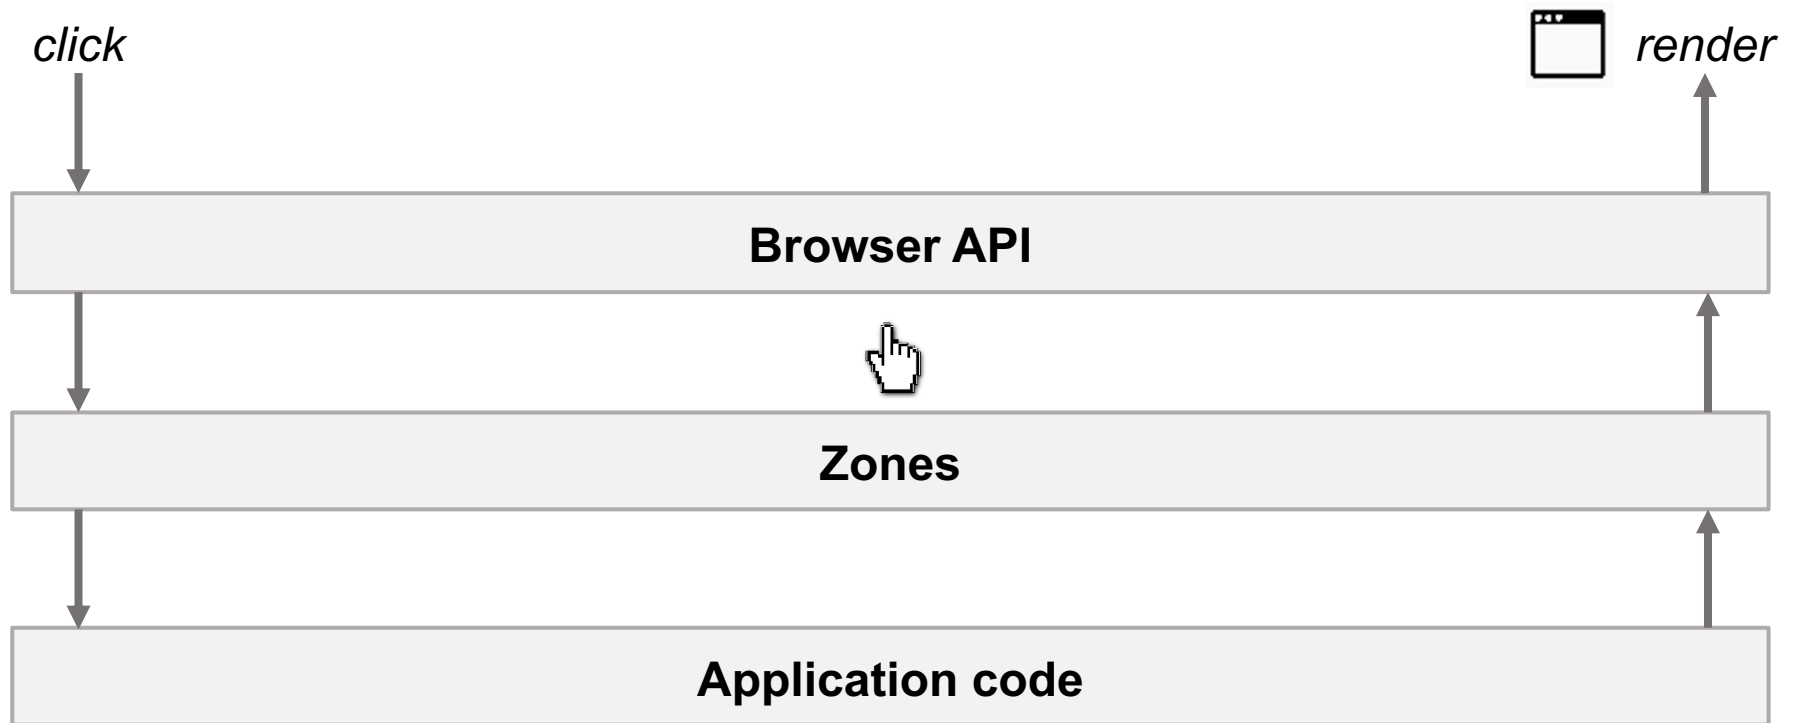 click
render
Browser API
Zones
Application code